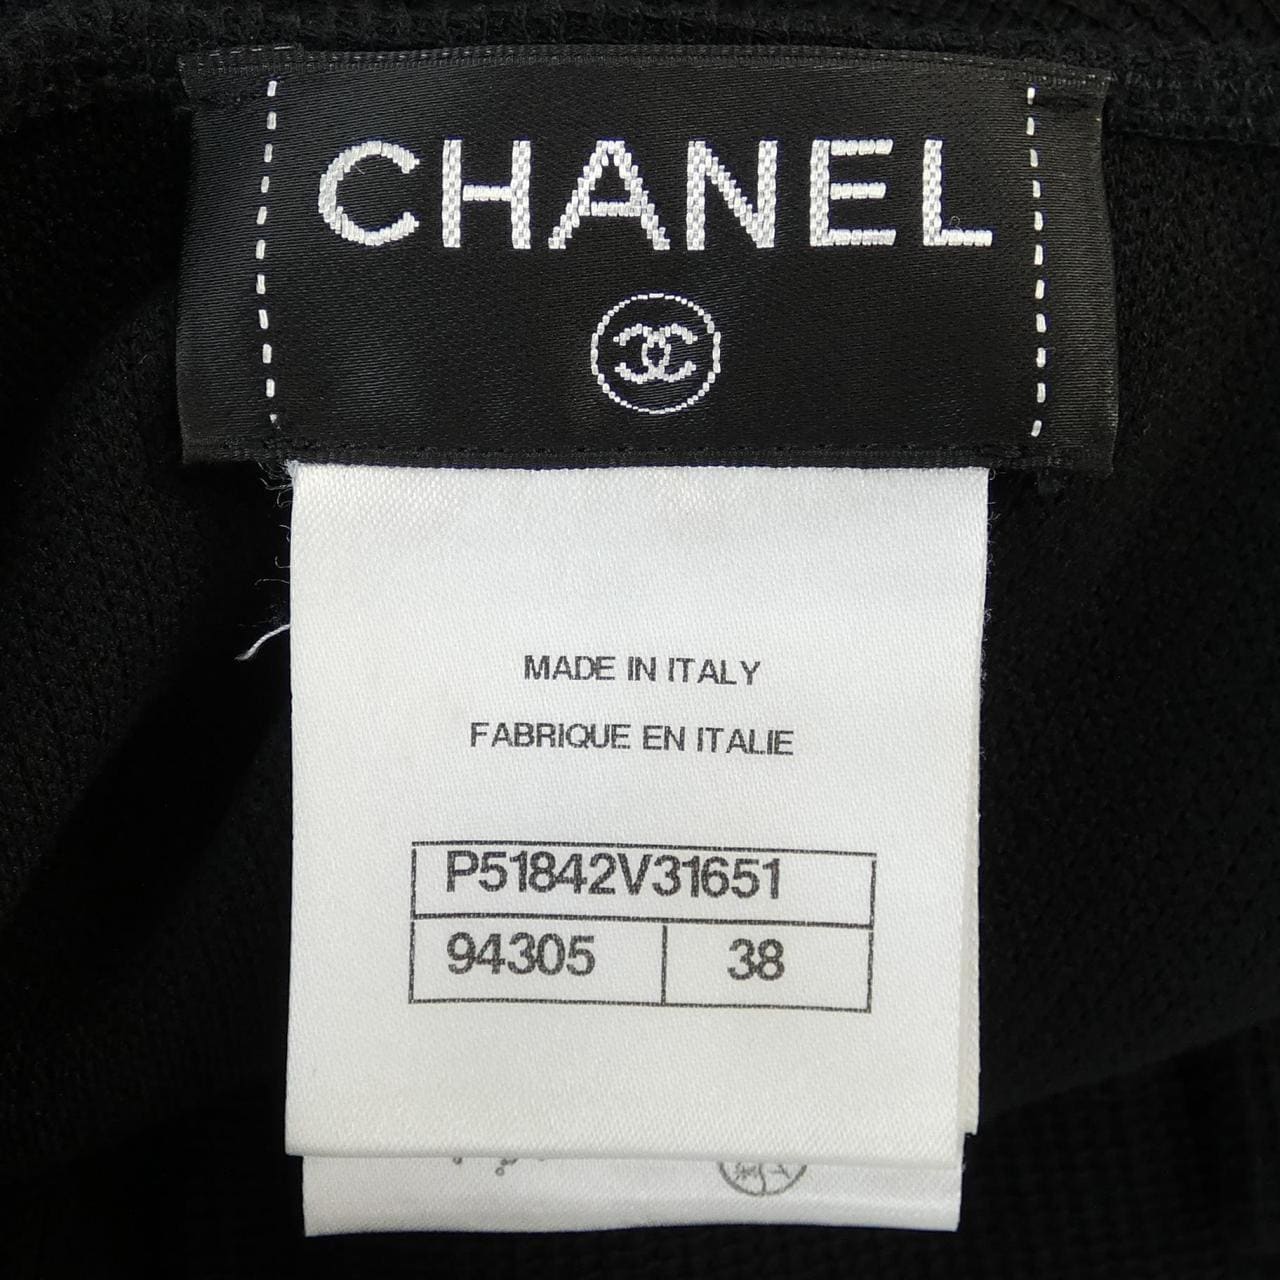 CHANEL
MADE IN ITALY
FABRIQUE EN ITALIE
P51842V31651
94305 38